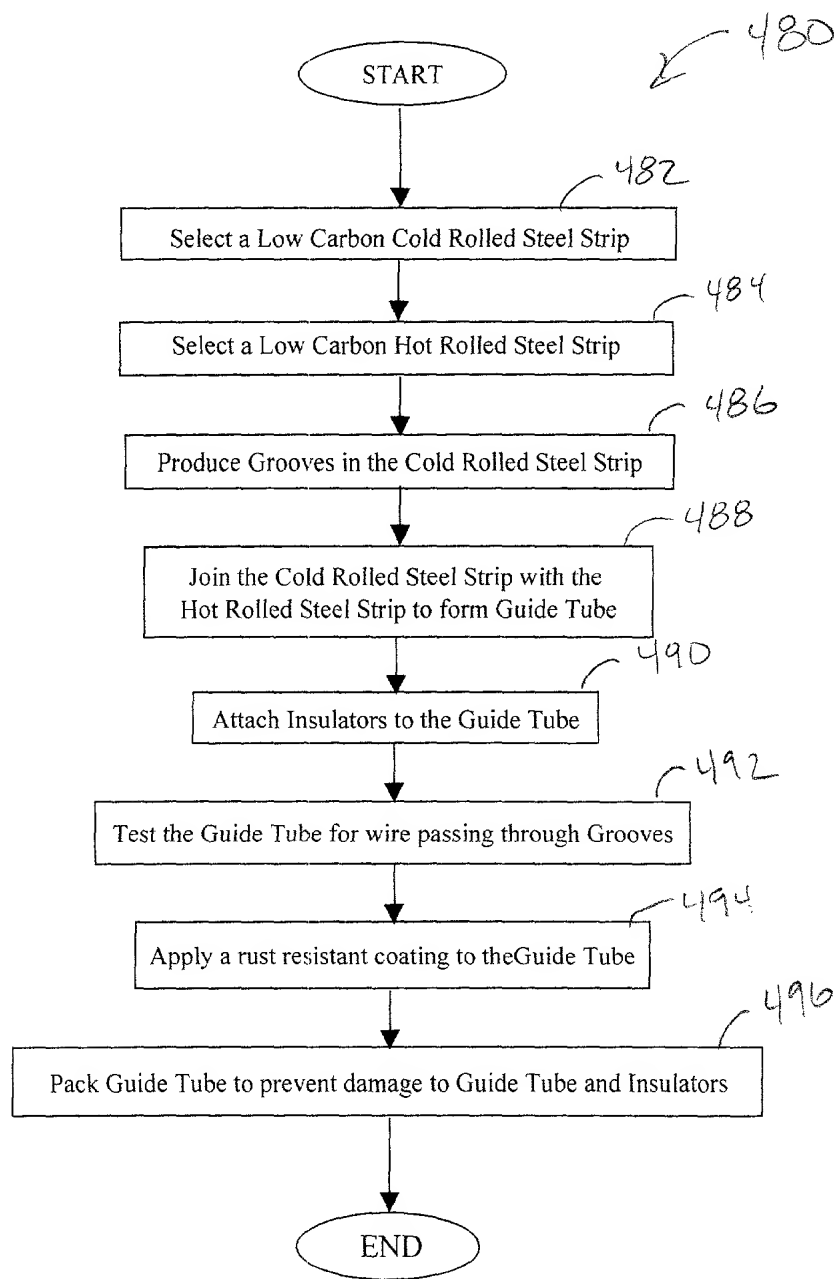 480
START
482
Select a Low Carbon Cold Rolled Steel Strip
484
Select a Low Carbon Hot Rolled Steel Strip
486
Produce Grooves in the Cold Rolled Steel Strip
488
Join the Cold Rolled Steel Strip with the
Hot Rolled Steel Strip to form Guide Tube
490
Attach Insulators to the Guide Tube
492
Test the Guide Tube for wire passing through Grooves
494
Apply a rust resistant coating to theGuide Tube
496
Pack Guide Tube to prevent damage to Guide Tube and Insulators
END